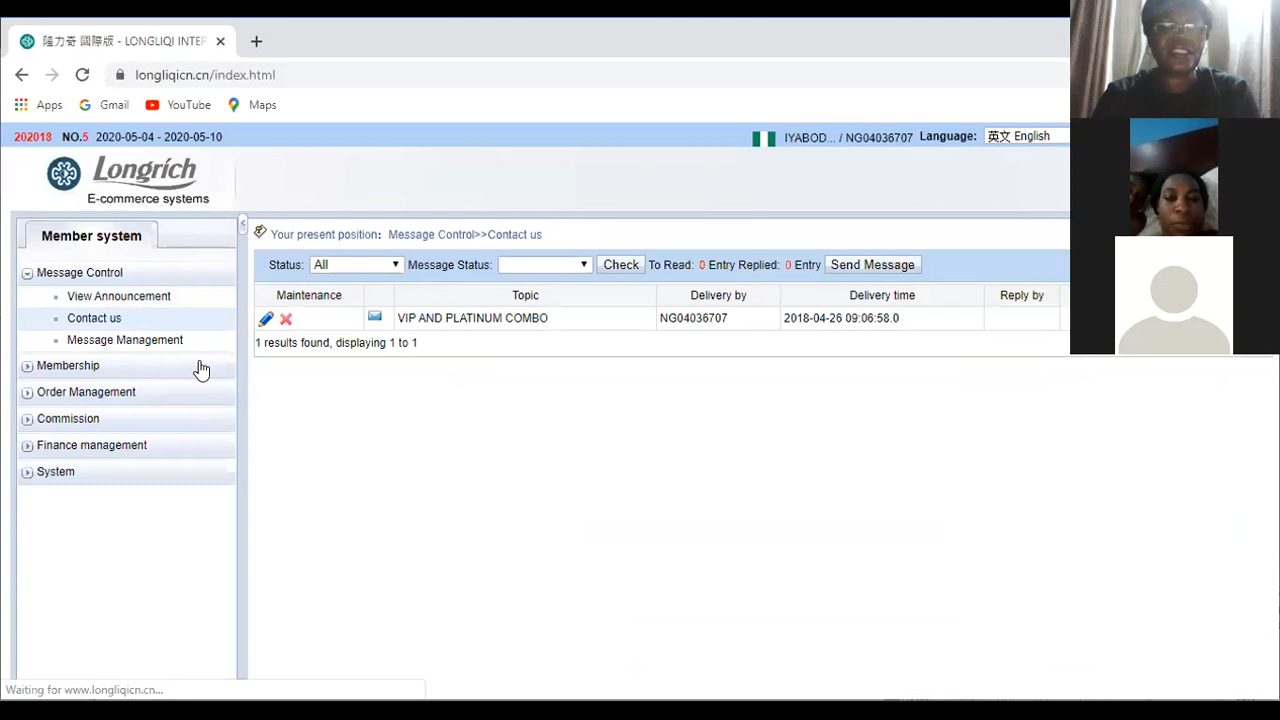 隆力奇 國際版 - LONGLIQI INTER
longliqicn.cn/index.html
Apps Gmail YouTube Maps
202018 NO.5 2020-05-04 - 2020-05-10 IYABOD... / NG04036707 Language: 英文 English
Longrich
E-commerce systems
Member system
Your present position: Message Control>>Contact us
Status: All Message Status: Check To Read: 0 Entry Replied: 0 Entry Send Message
Message Control
Maintenance Topic Delivery by Delivery time Reply by
View Announcement
Contact us
VIP AND PLATINUM COMBO NG04036707 2018-04-26 09:06:58.0
Message Management
1 results found, displaying 1 to 1
Membership
Order Management
Commission
Finance management
System
Waiting for www.longliqicn.cn...